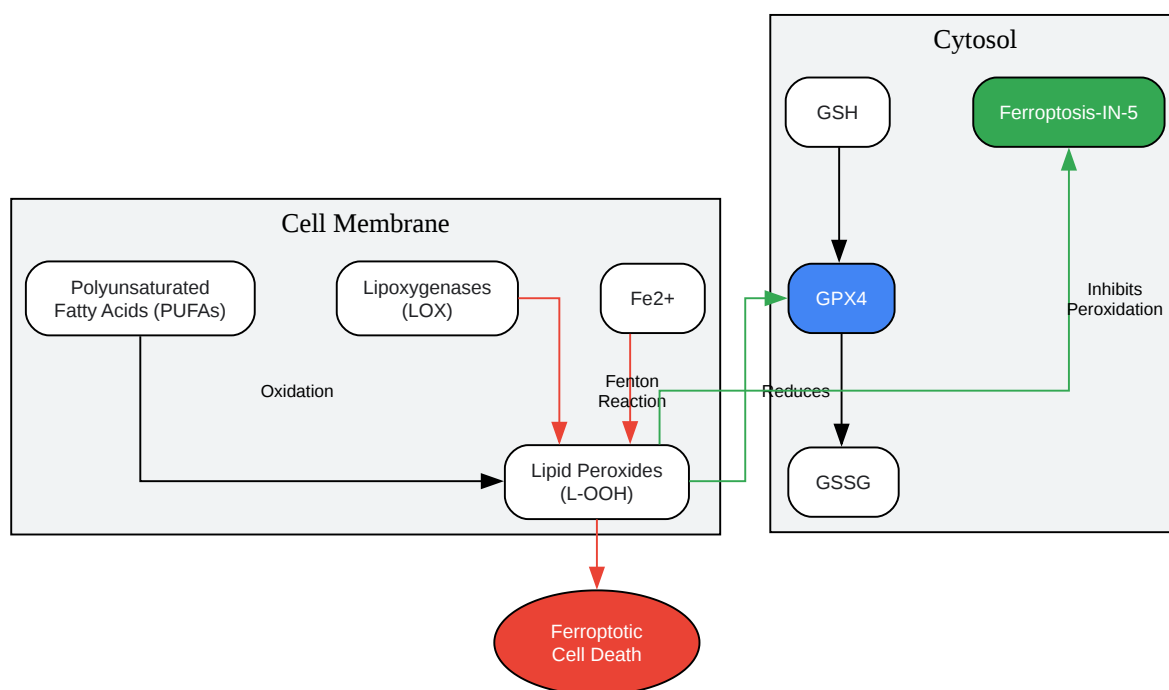 Cytosol
GSH
Ferroptosis-IN-5
Cell Membrane
Polyunsaturated
Fatty Acids (PUFAs)
Lipoxygenases
(LOX)
Fe2+
GPX4
Inhibits
Peroxidation
Oxidation
Fenton
Reaction
Reduces
Lipid Peroxides
(L-OOH)
GSSG
Ferroptotic
Cell Death